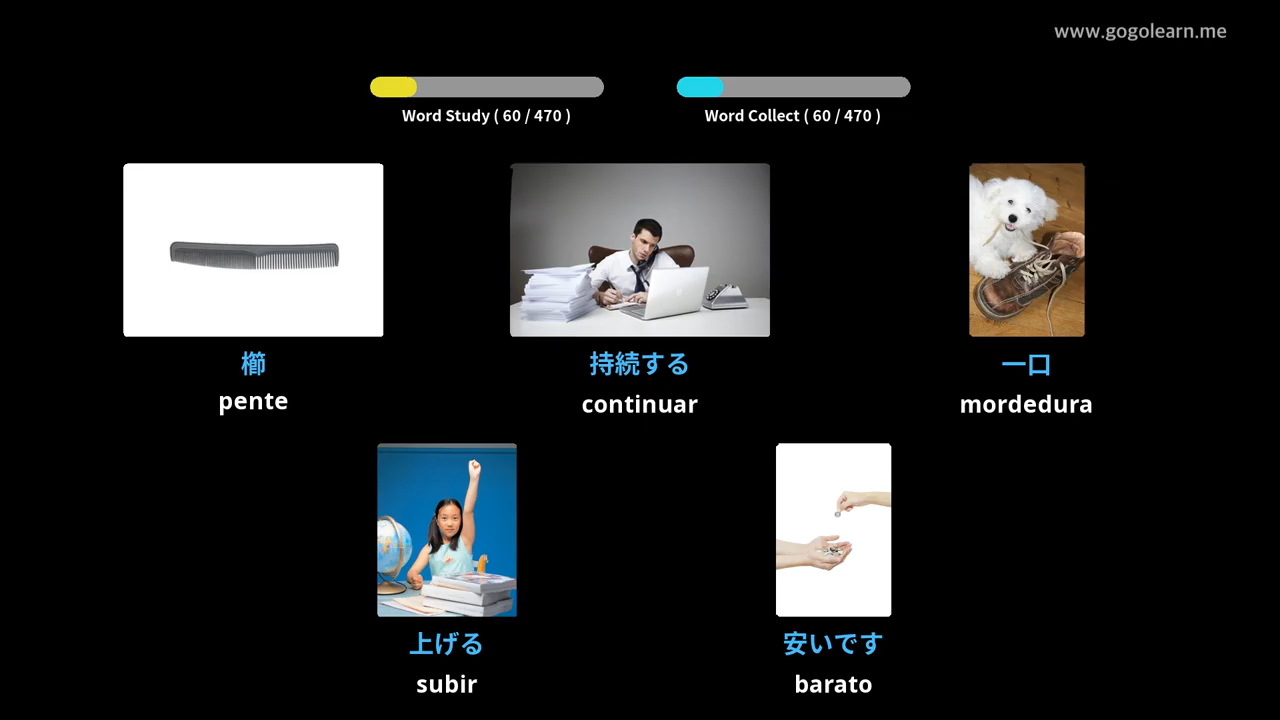 www.gogolearn.me
Word Study ( 60 / 470 )
Word Collect ( 60 / 470 )
櫛
pente
持続する
continuar
一口
mordedura
上げる
subir
安いです
barato